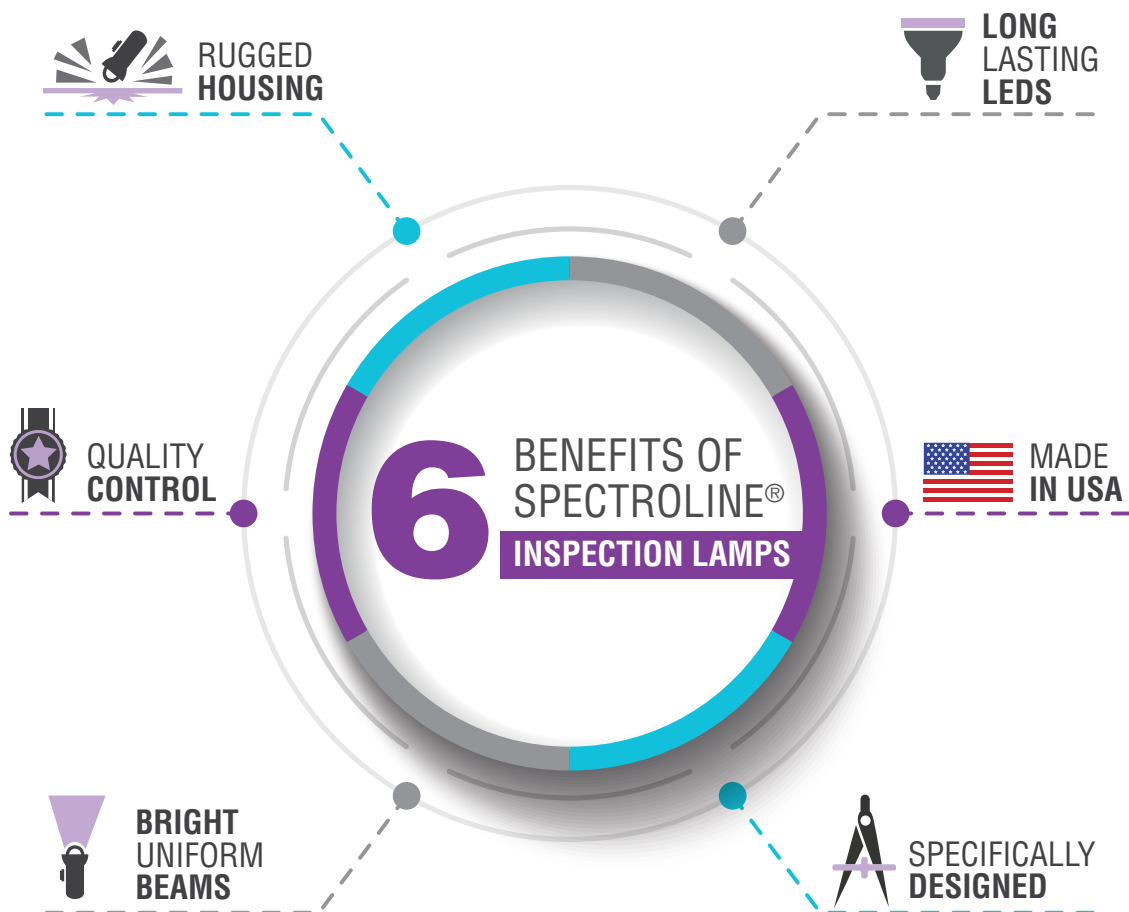 RUGGED
HOUSING
LONG
LASTING
LEDS
QUALITY
CONTROL
6
BENEFITS OF
SPECTROLINE®
INSPECTION LAMPS
MADE
IN USA
BRIGHT
UNIFORM
BEAMS
SPECIFICALLY
DESIGNED